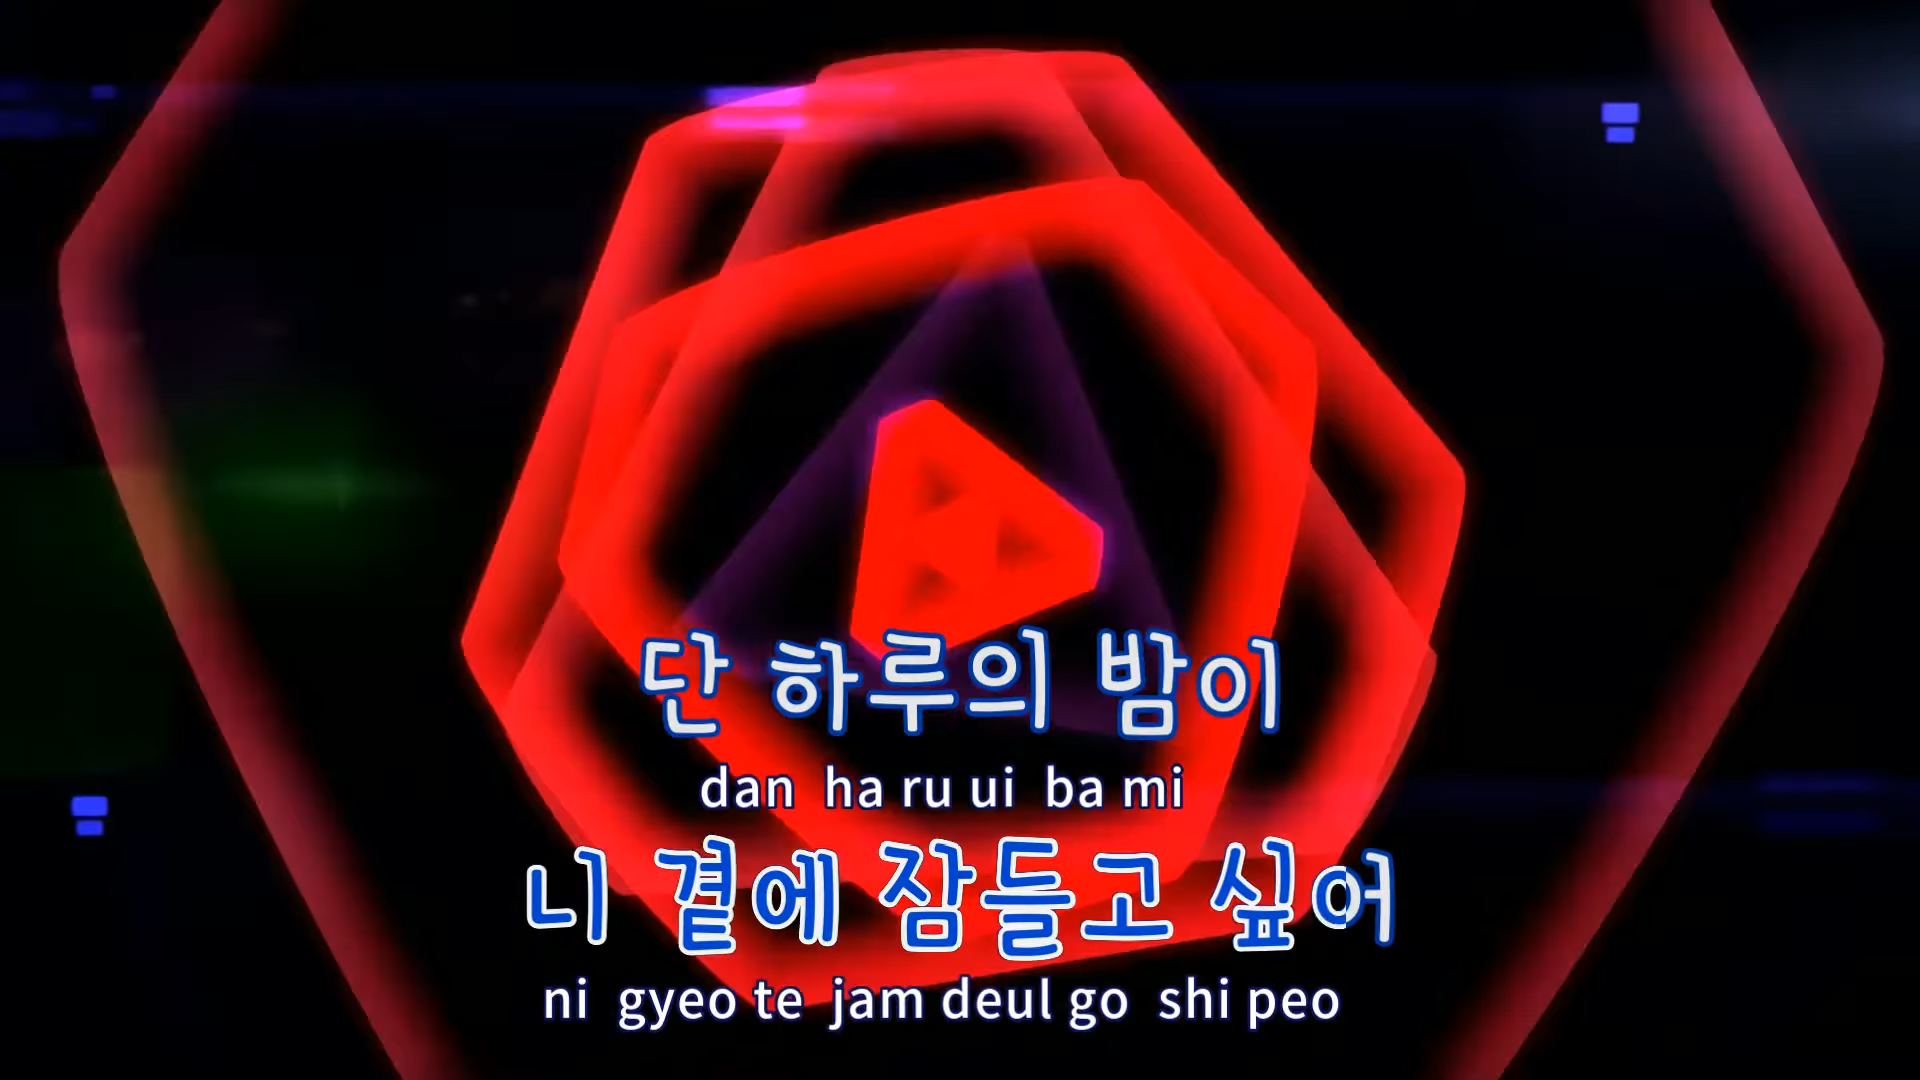 단 하루의 밤이
dan ha ru ui ba mi
니 곁에 잠들고 싶어
ni gyeo te jam deul go shi peo